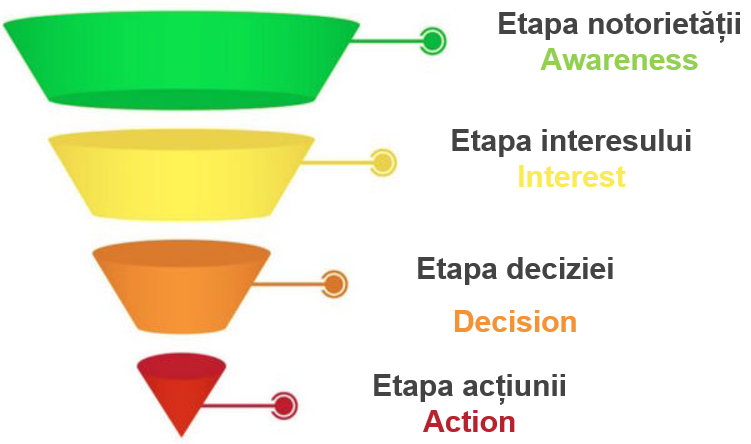 Etapa notorietății
Awareness
Etapa interesului
Interest
Etapa deciziei
Decision
Etapa acțiunii
Action